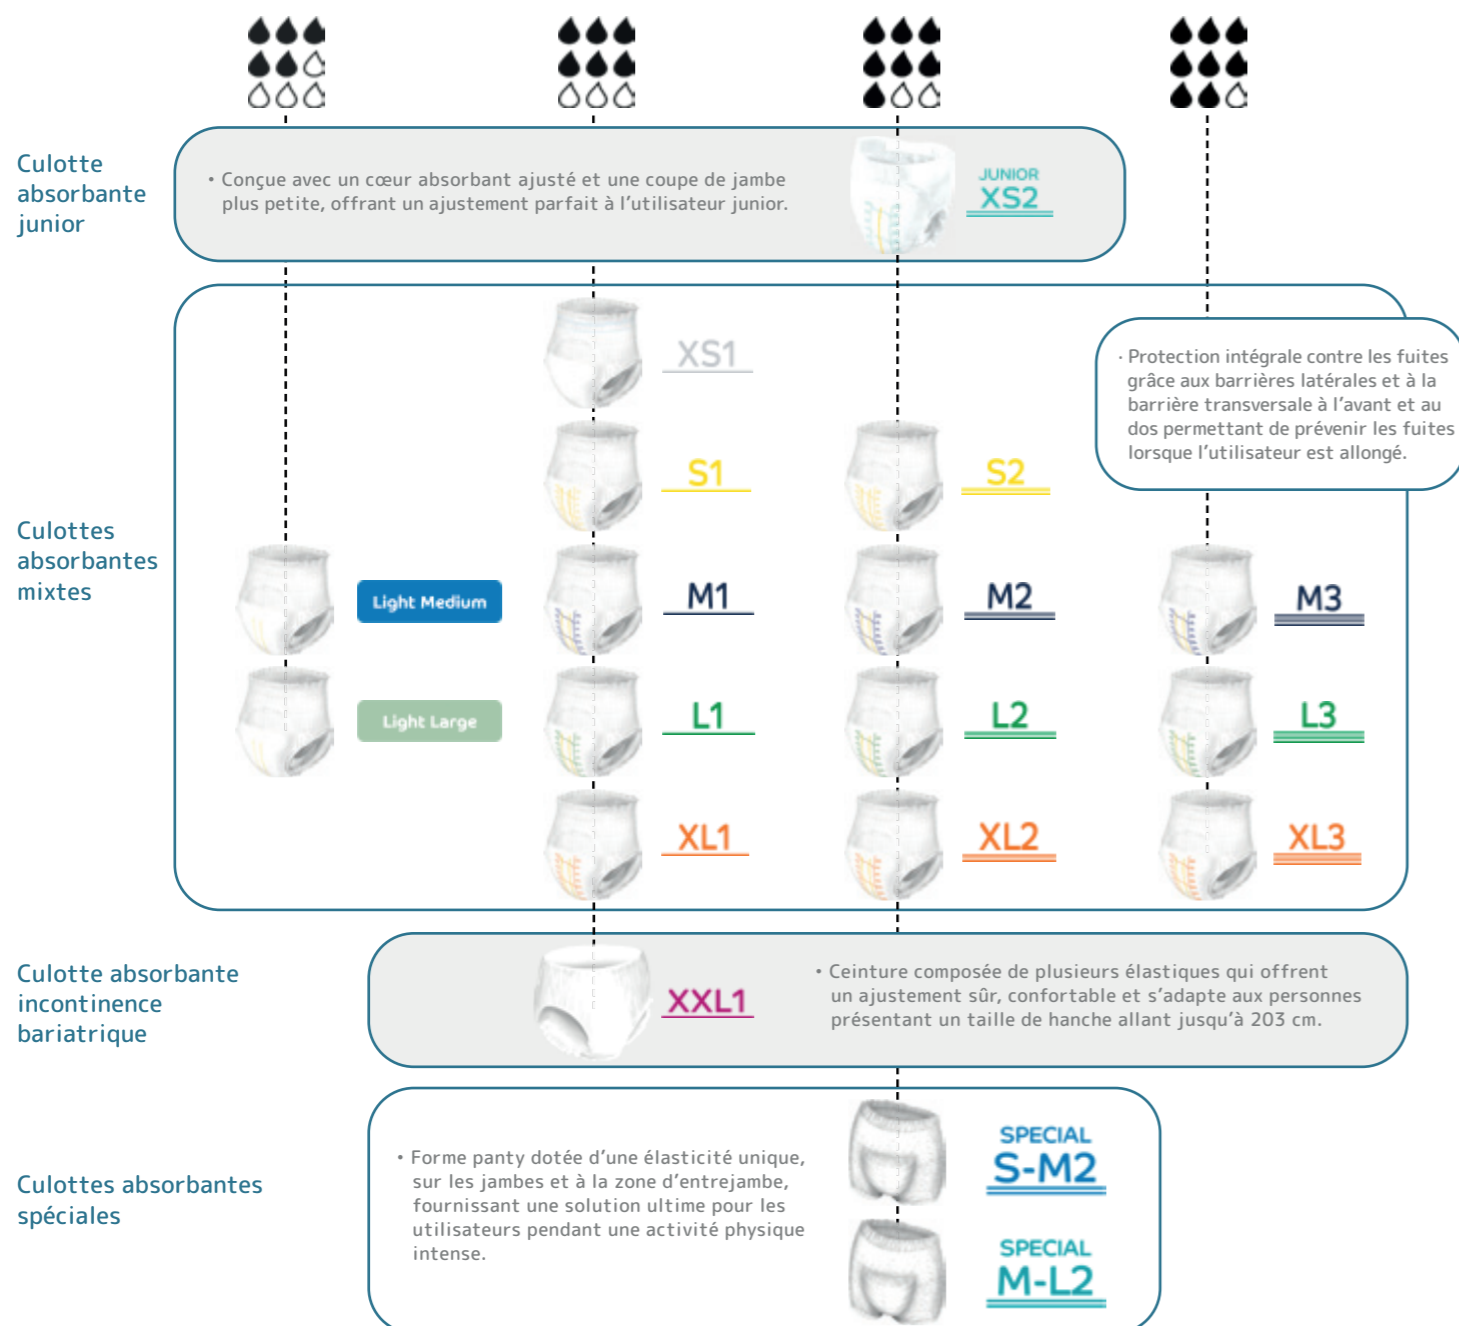 Culotte
absorbante
junior
• Conçue avec un cœur absorbant ajusté et une coupe de jambe
plus petite, offrant un ajustement parfait à l'utilisateur junior.
JUNIOR
XS2
Culottes
absorbantes
mixtes
XS1
· Protection intégrale contre les fuites
grâce aux barrières latérales et à la
barrière transversale à l'avant et au
dos permettant de prévenir les fuites
lorsque l'utilisateur est allongé.
S1
S2
Light Medium
M1
M2
M3
Light Large
L1
L2
L3
XL1
XL2
XL3
Culotte absorbante
incontinence
bariatrique
XXL1
• Ceinture composée de plusieurs élastiques qui offrent
un ajustement sûr, confortable et s'adapte aux personnes
présentant un taille de hanche allant jusqu'à 203 cm.
Culottes absorbantes
spéciales
• Forme panty dotée d'une élasticité unique,
sur les jambes et à la zone d'entrejambe,
fournissant une solution ultime pour les
utilisateurs pendant une activité physique
intense.
SPECIAL
S-M2
SPECIAL
M-L2